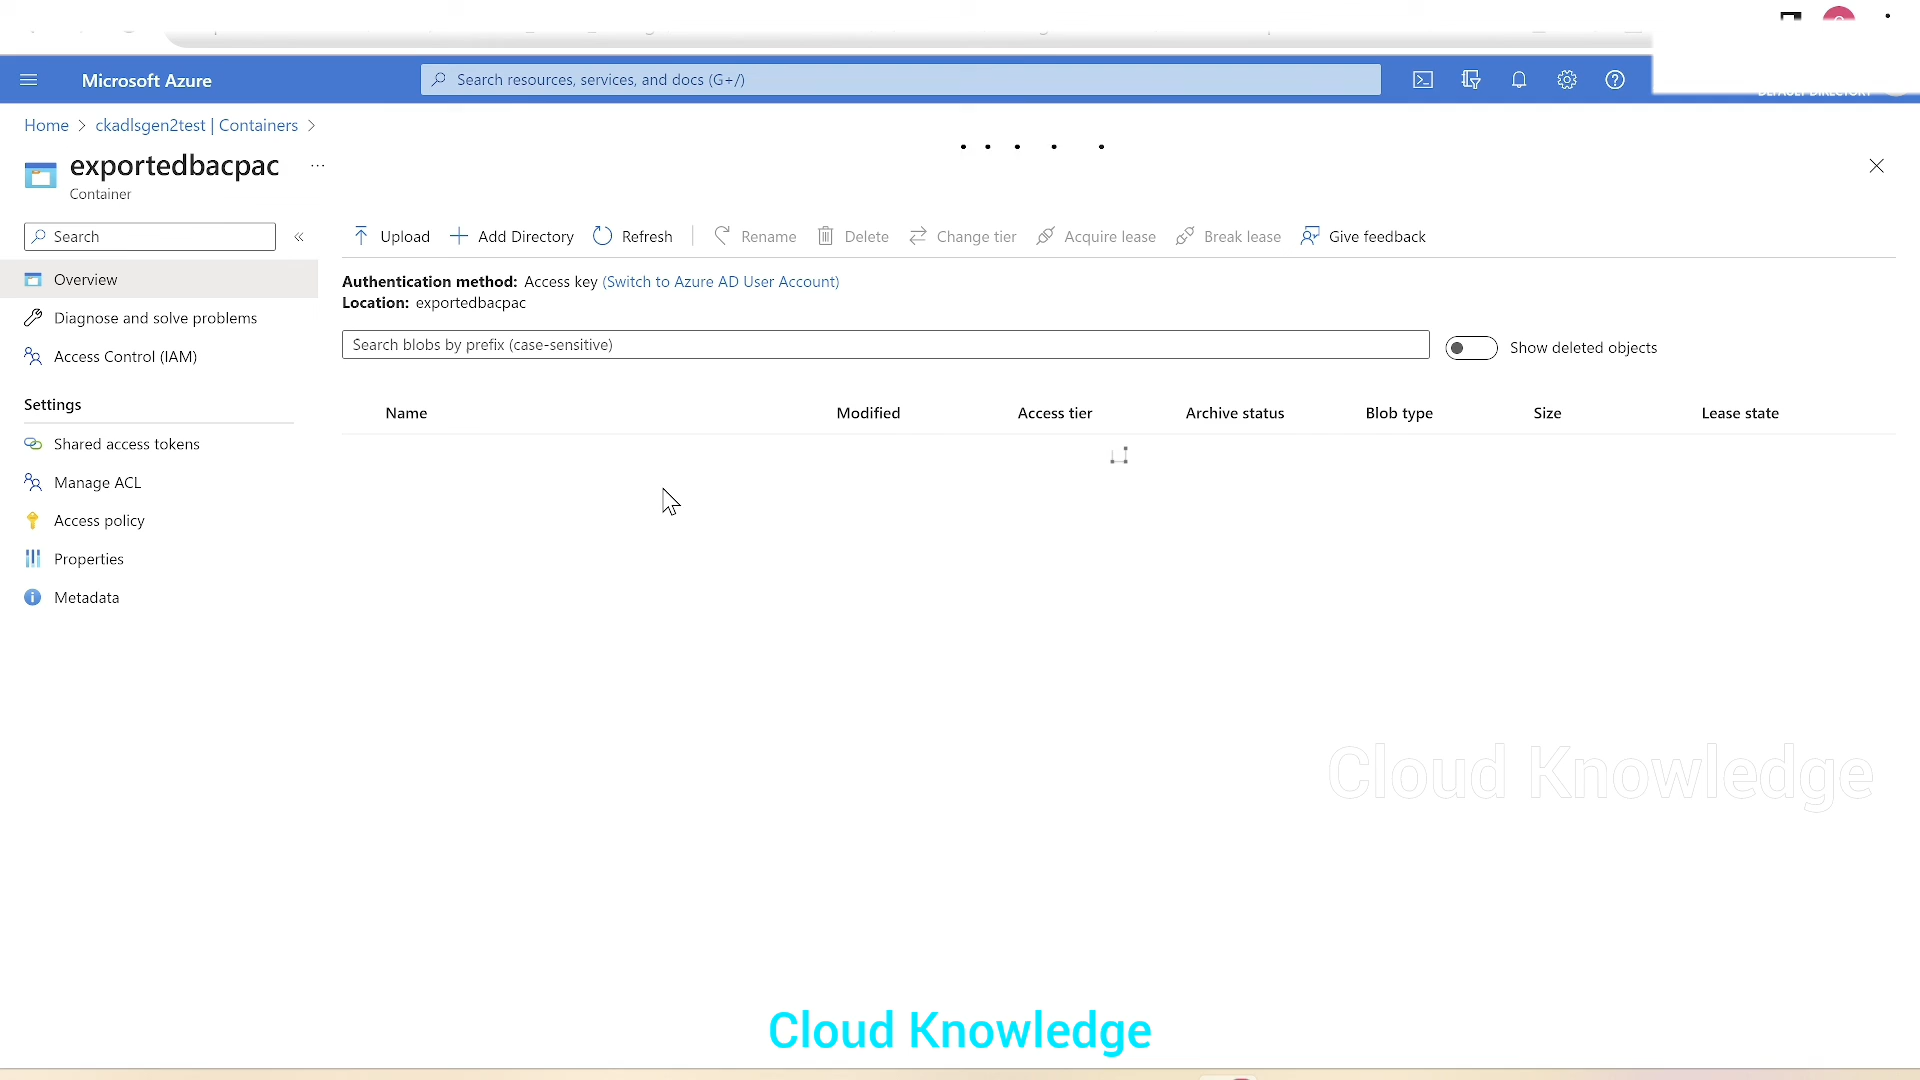 Microsoft Azure
Search resources, services, and docs (G+/)
Home > ckadlsgen2test | Containers >
exportedbacpac ...
Container
Search «
Upload Add Directory Refresh | Rename Delete Change tier Acquire lease Break lease Give feedback
Overview
Authentication method: Access key (Switch to Azure AD User Account)
Location: exportedbacpac
Diagnose and solve problems
Search blobs by prefix (case-sensitive)
Show deleted objects
Access Control (IAM)
Settings
Name Modified Access tier Archive status Blob type Size Lease state
Shared access tokens
Manage ACL
Access policy
Properties
Metadata
Cloud Knowledge
Cloud Knowledge